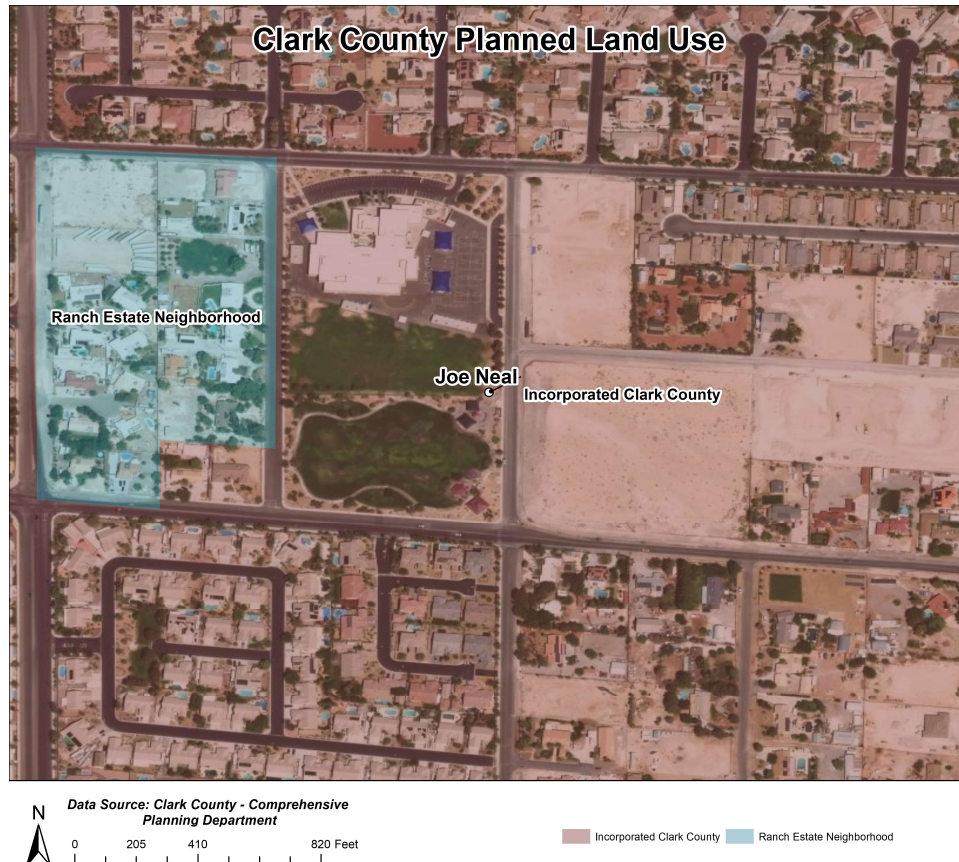 Clark County Planned Land Use
Ranch Estate Neighborhood
Joe Neal
Incorporated Clark County
N
Data Source: Clark County - Comprehensive
Planning Department
0 205 410 820 Feet
Incorporated Clark County
Ranch Estate Neighborhood